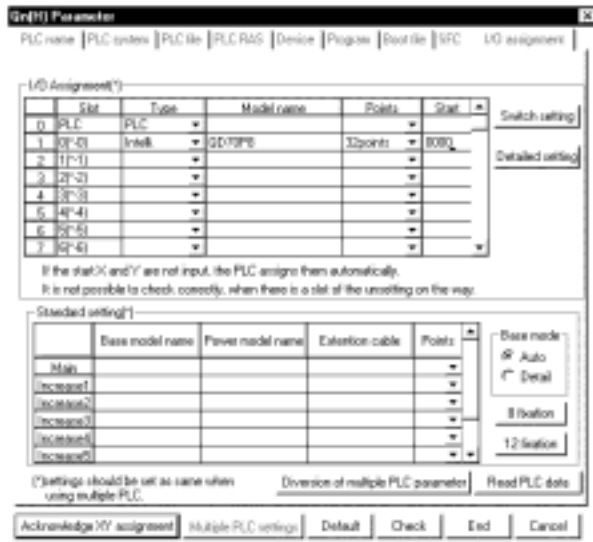 Qn(H) Parameter
PLC name PLC system PLC file PLC RAS Device Program Boot file SFC I/O assignment
I/O Assignment(*)
Slot Type Model name Points Start
0 PLC PLC
1 0(*-0) Intelli. QD70P8 32points 0000
2 1(*-1)
3 2(*-2)
4 3(*-3)
5 4(*-4)
6 5(*-5)
7 6(*-6)
Switch setting
Detailed setting
If the start X and Y are not input, the PLC assigns them automatically.
It is not possible to check correctly, when there is a slot of the unsetting on the way.
Standard setting(*)
Base model name Power model name Extention cable Points
Main
Increase1
Increase2
Increase3
Increase4
Increase5
Base mode
Auto
Detail
8 fixation
12 fixation
(*)settings should be set as same when
using multiple PLC.
Diversion of multiple PLC parameter Read PLC data
Acknowledge XY assignment Multiple PLC settings Default Check End Cancel